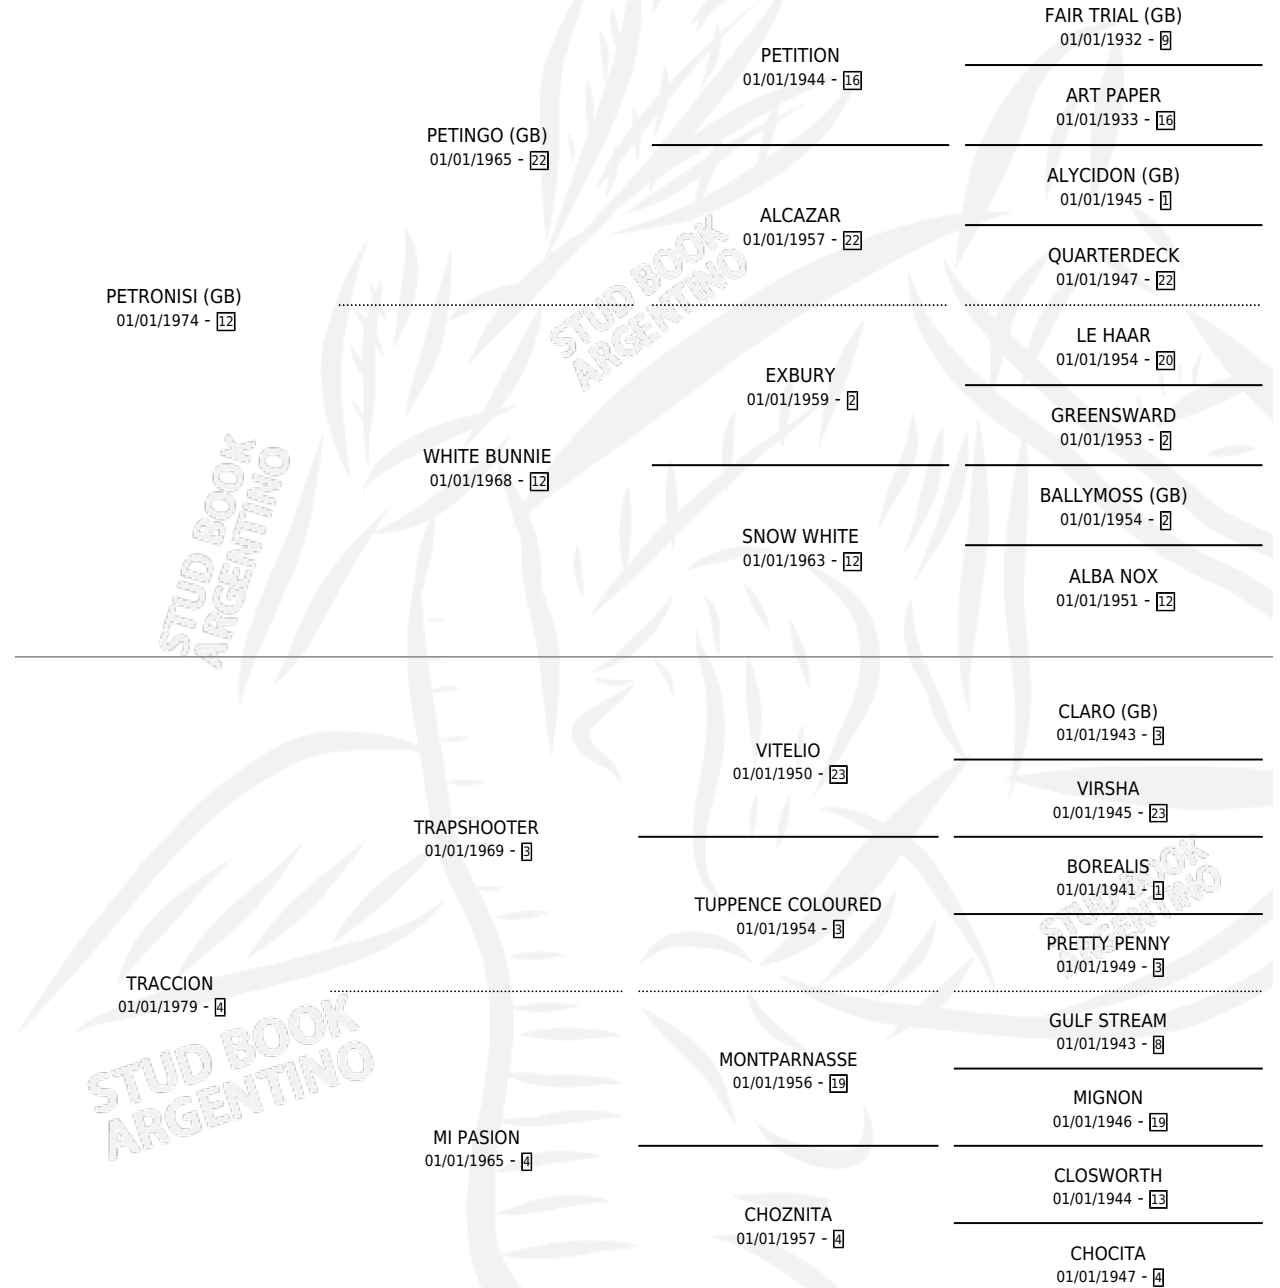 FAIR TRIAL (GB)
01/01/1932 - 9
PETITION
01/01/1944 - 16
ART PAPER
01/01/1933 - 16
PETINGO (GB)
01/01/1965 - 22
ALYCIDON (GB)
01/01/1945 - 1
ALCAZAR
01/01/1957 - 22
QUARTERDECK
01/01/1947 - 22
PETRONISI (GB)
01/01/1974 - 12
LE HAAR
01/01/1954 - 20
EXBURY
01/01/1959 - 2
GREENSWARD
01/01/1953 - 2
WHITE BUNNIE
01/01/1968 - 12
BALLYMOSS (GB)
01/01/1954 - 2
SNOW WHITE
01/01/1963 - 12
ALBA NOX
01/01/1951 - 12
STUD BOOK
ARGENTINO
STUD BOOK
ARGENTINO
CLARO (GB)
01/01/1943 - 3
VITELIO
01/01/1950 - 23
VIRSHA
01/01/1945 - 23
TRAPSHOOTER
01/01/1969 - 3
BOREALIS
01/01/1941 - 1
TUPPENCE COLOURED
01/01/1954 - 3
PRETTY PENNY
01/01/1949 - 3
STUD BOOK
ARGENTINO
TRACCION
01/01/1979 - 4
GULF STREAM
01/01/1943 - 8
MONTPARNASSE
01/01/1956 - 19
MIGNON
01/01/1946 - 19
STUD BOOK
ARGENTINO
MI PASION
01/01/1965 - 4
CLOSWORTH
01/01/1944 - 13
CHOZNITA
01/01/1957 - 4
CHOCITA
01/01/1947 - 4